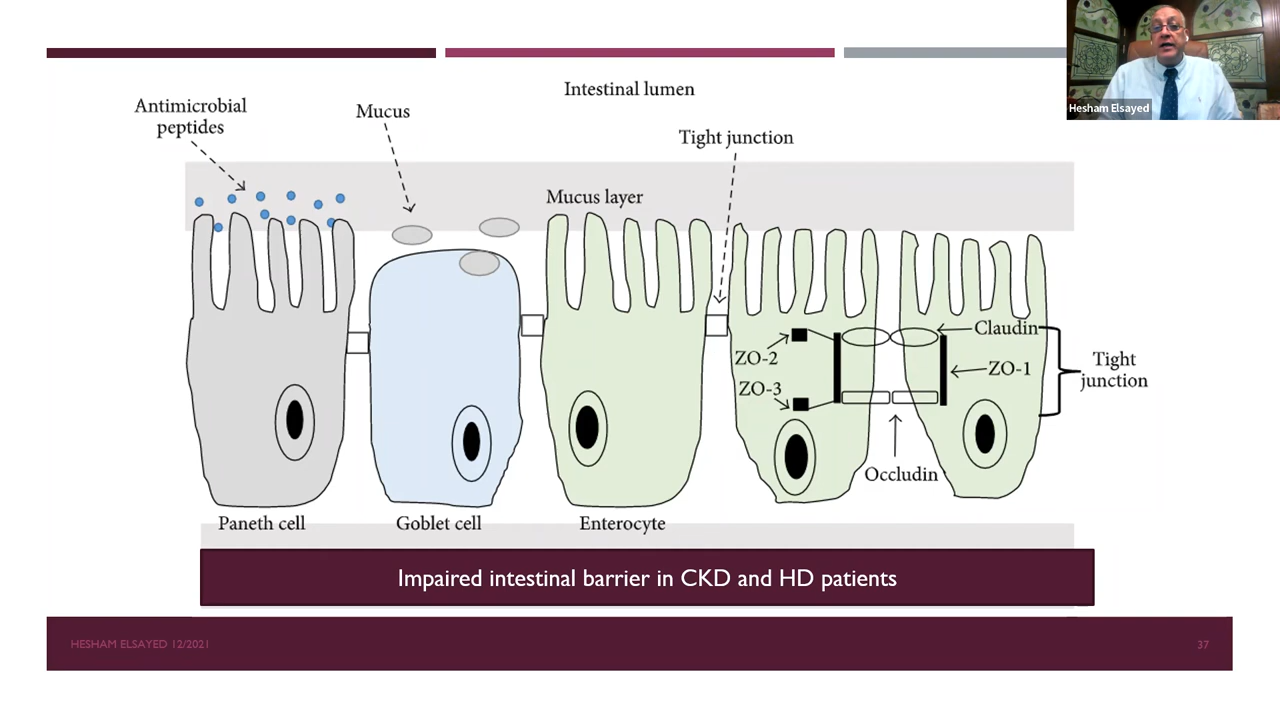 Hesham Elsayed
Intestinal lumen
Antimicrobial
peptides
Mucus
Tight junction
Mucus layer
Claudin
ZO-2
ZO-1
Tight
junction
ZO-3
Occludin
Paneth cell
Goblet cell
Enterocyte
Impaired intestinal barrier in CKD and HD patients
HESHAM ELSAYED 12/2021
37